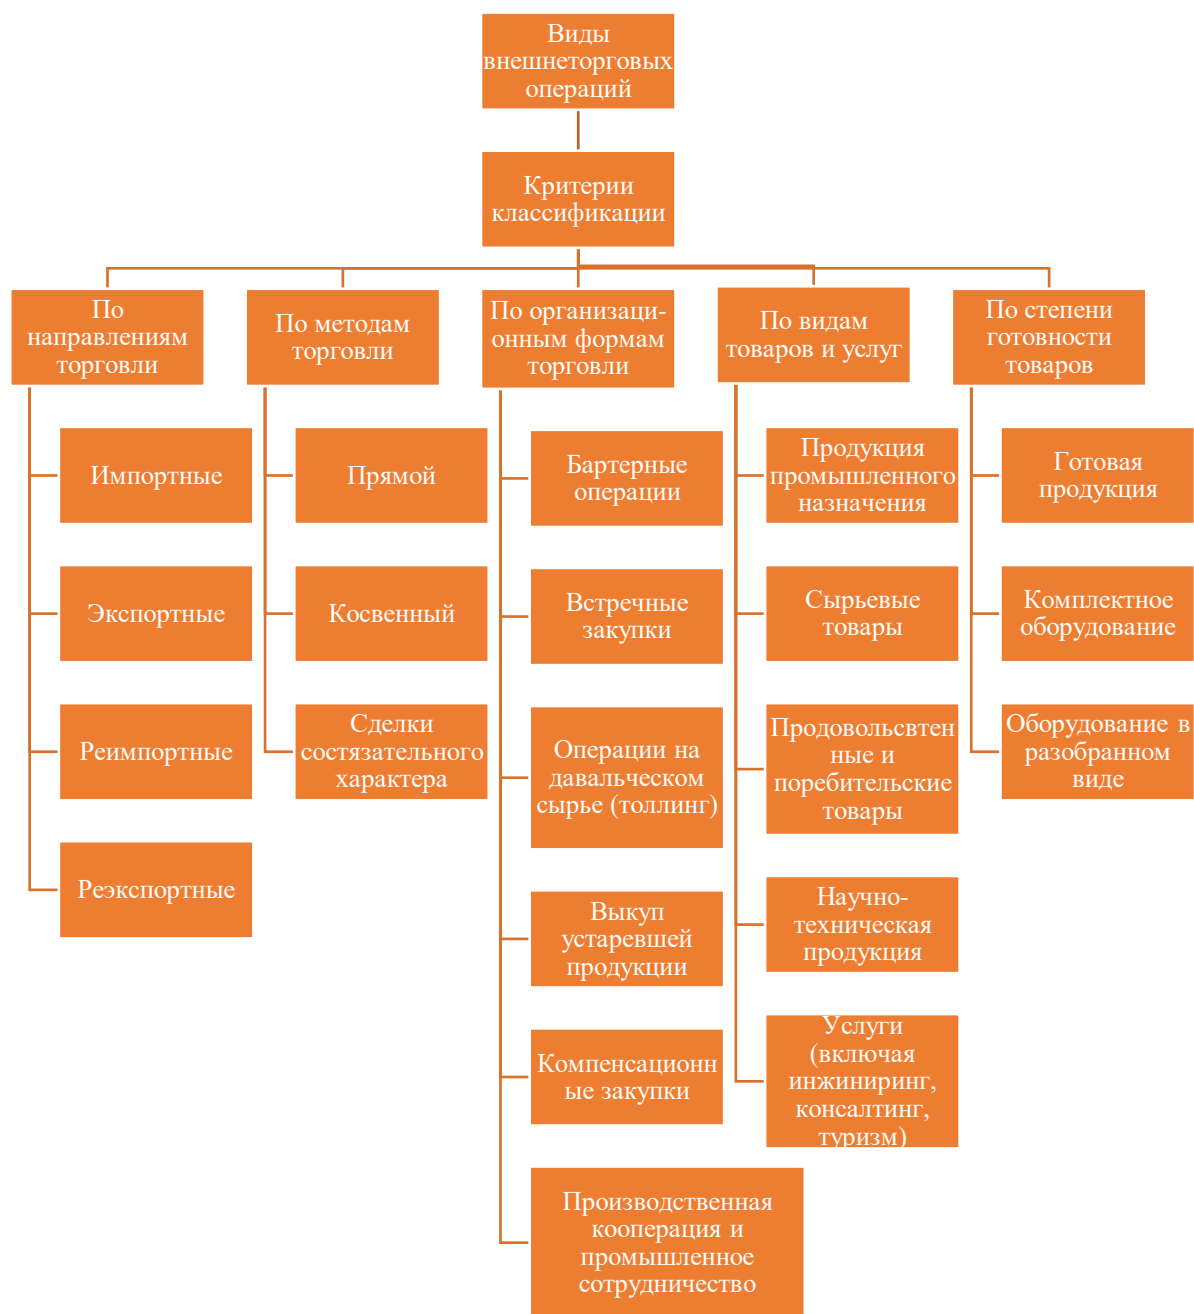 Виды
внешнеторговых
операций
Критерии
классификации
По
направлениям
торговли
Импортные
Экспортные
Реимпортные
Реэкспортные
По методам
торговли
Прямой
Косвенный
Сделки
состязательного
характера
По организаци-
онным формам
торговли
Бартерные
операции
Встречные
закупки
Операции на
давальческом
сырье (толлинг)
Выкуп
устаревшей
продукции
Компенсационн
ые закупки
Производственная
кооперация и
промышленное
сотрудничество
По видам
товаров и услуг
Продукция
промышленного
назначения
Сырьевые
товары
Продовольсвтен
ные и
поребительские
товары
Научно-
техническая
продукция
Услуги
(включая
инжиниринг,
консалтинг,
туризм)
По степени
готовности
товаров
Готовая
продукция
Комплектное
оборудование
Оборудование в
разобранном
виде